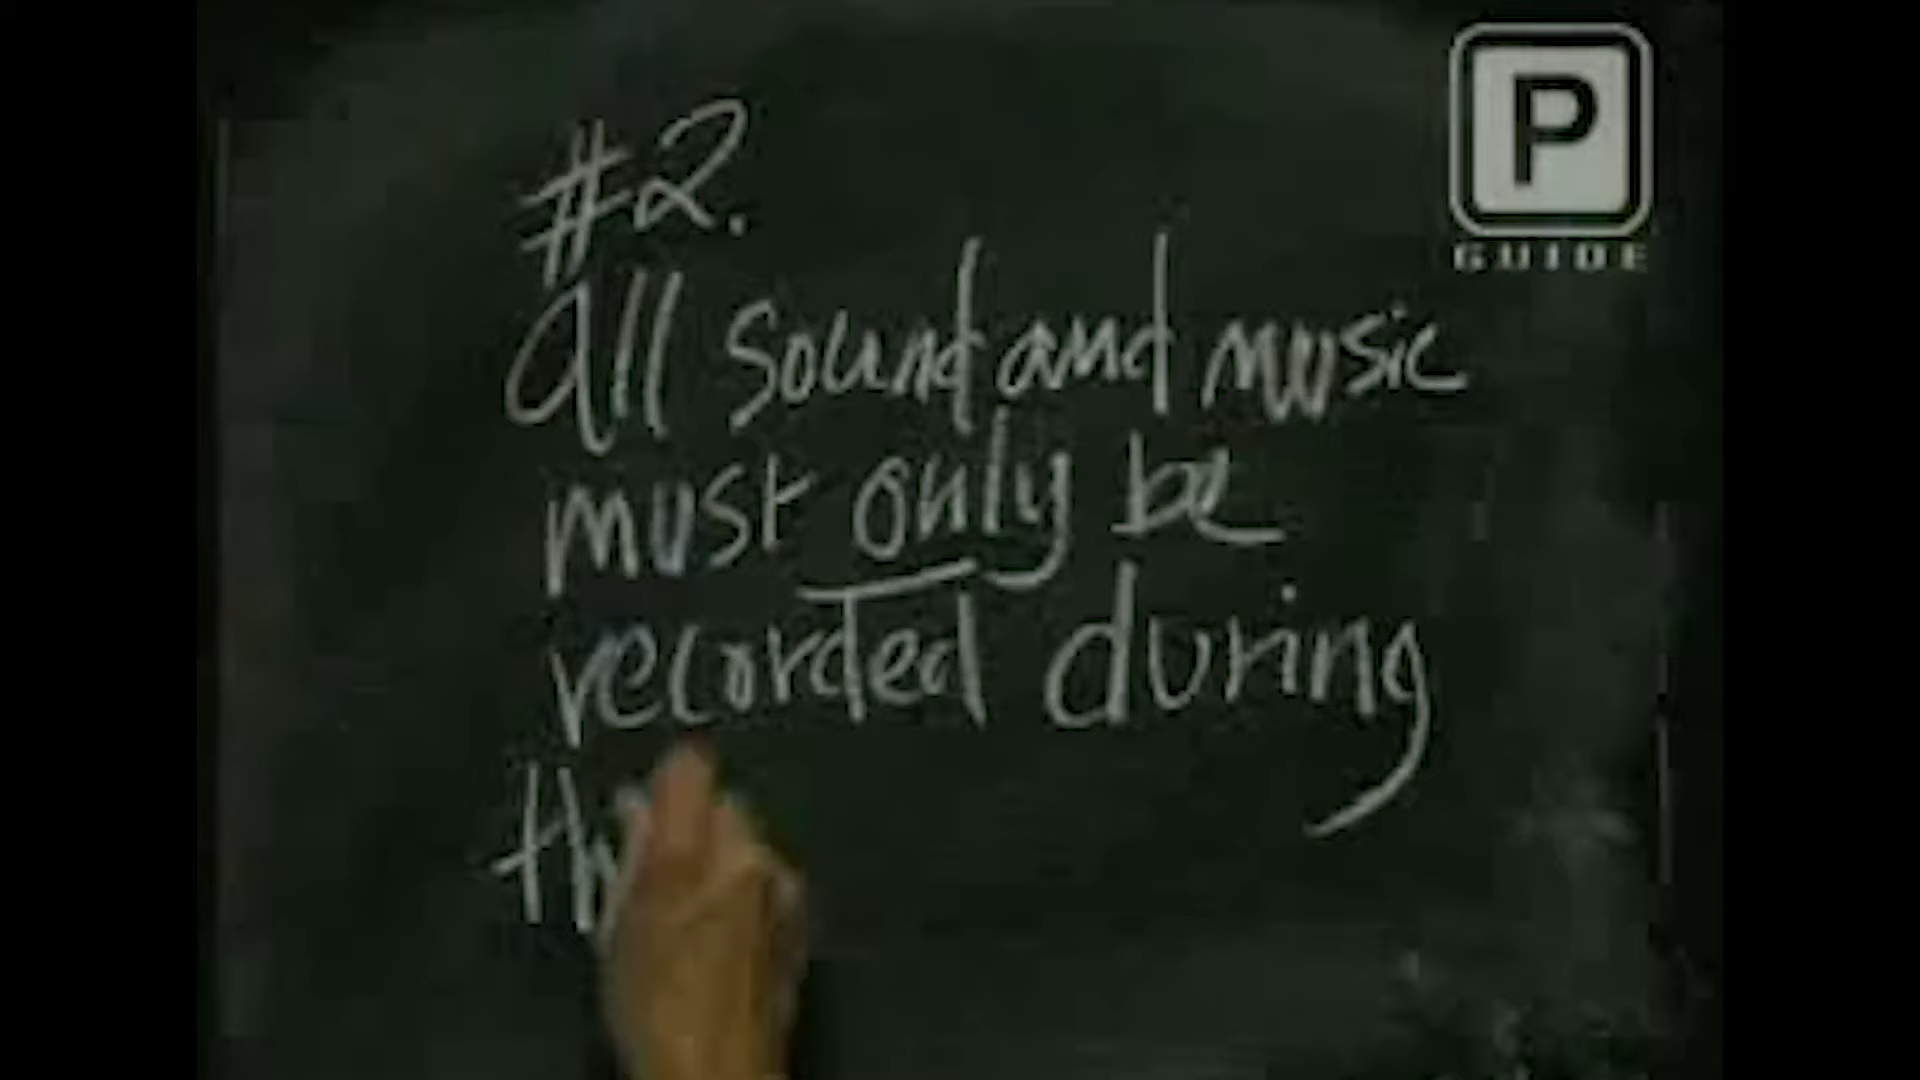 P
GUIDE
#2.
All sound and music
must only be
recorded during